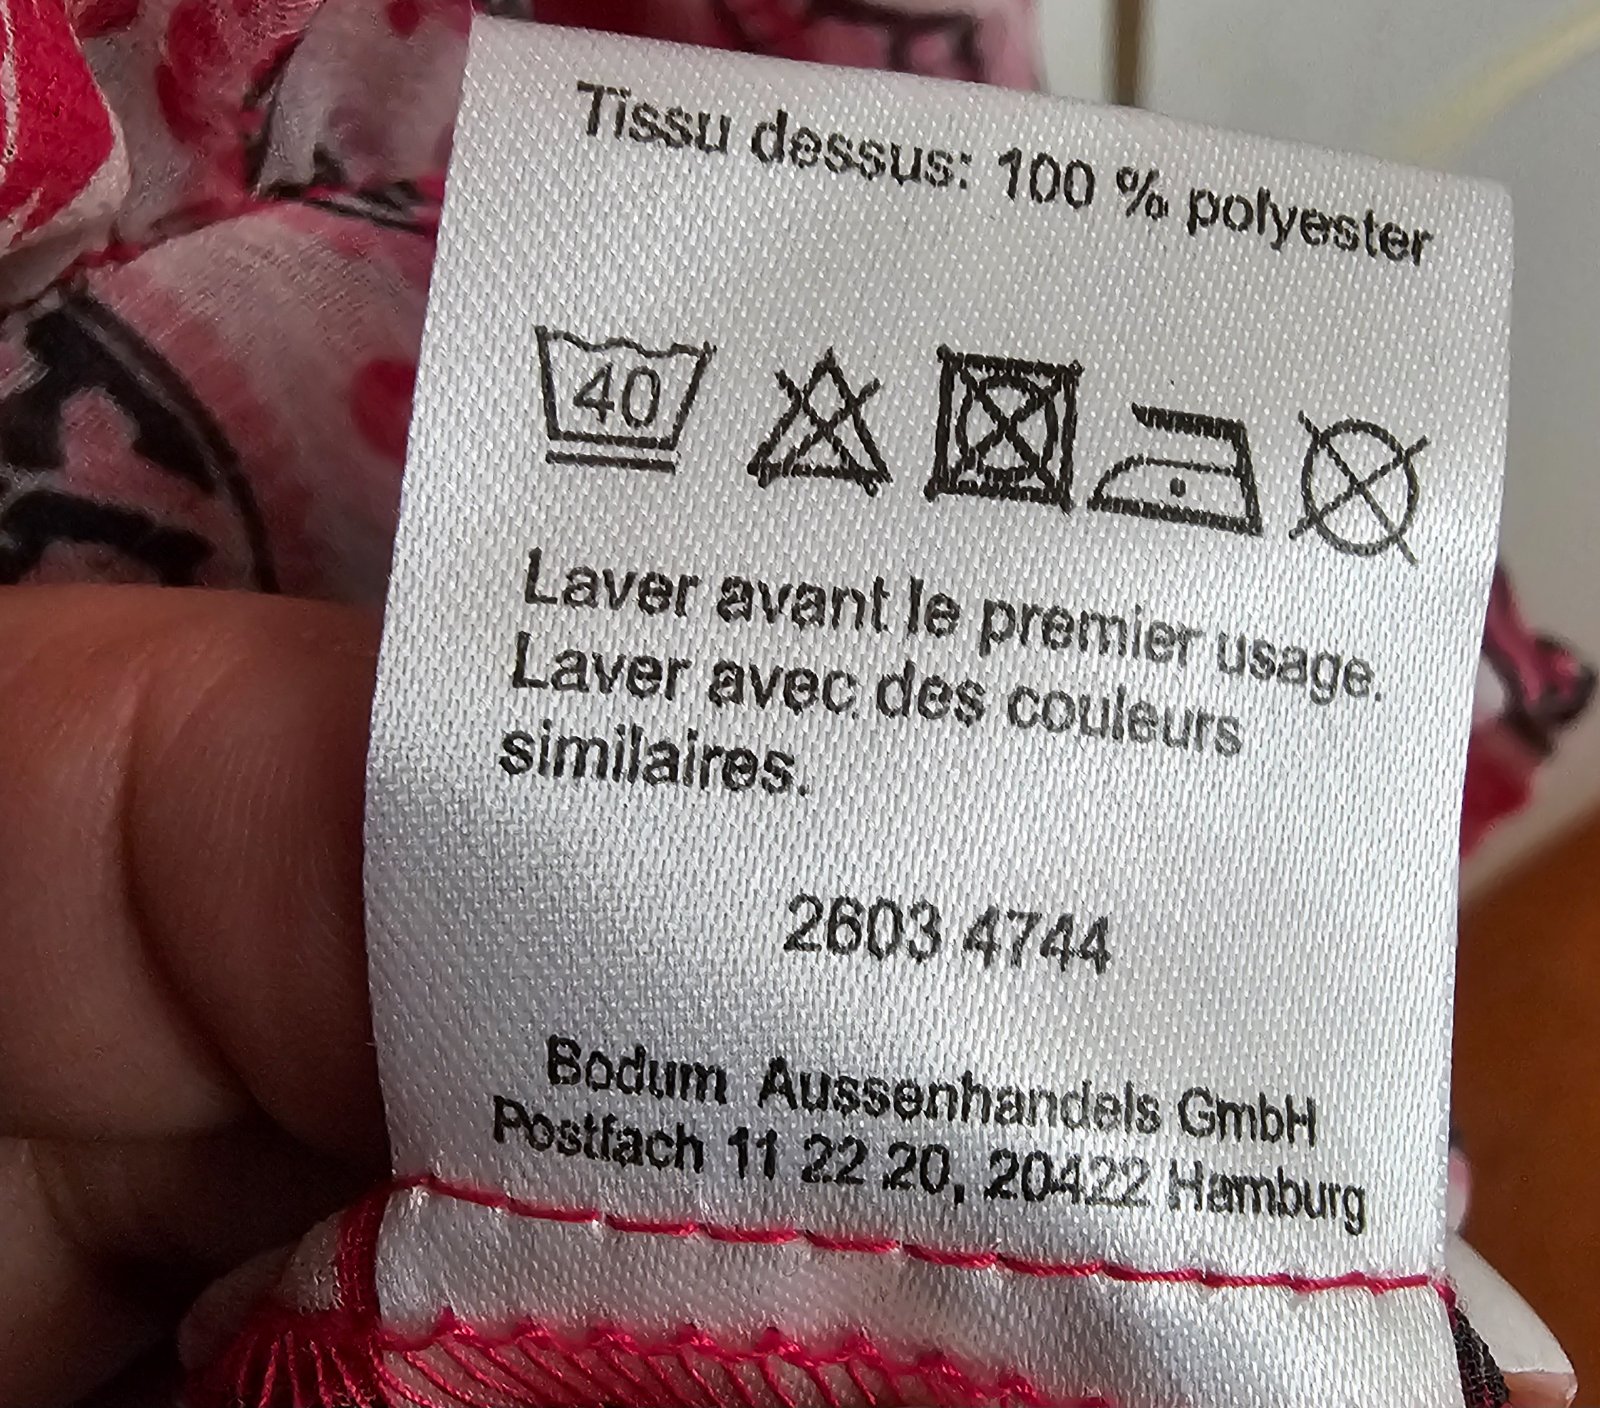 Tissu dessus: 100 % polyester
40
Laver avant le premier usage.
Laver avec des couleurs
similaires.
2603 4744
Bodum Aussenhandels GmbH
Postfach 11 22 20, 20422 Hamburg